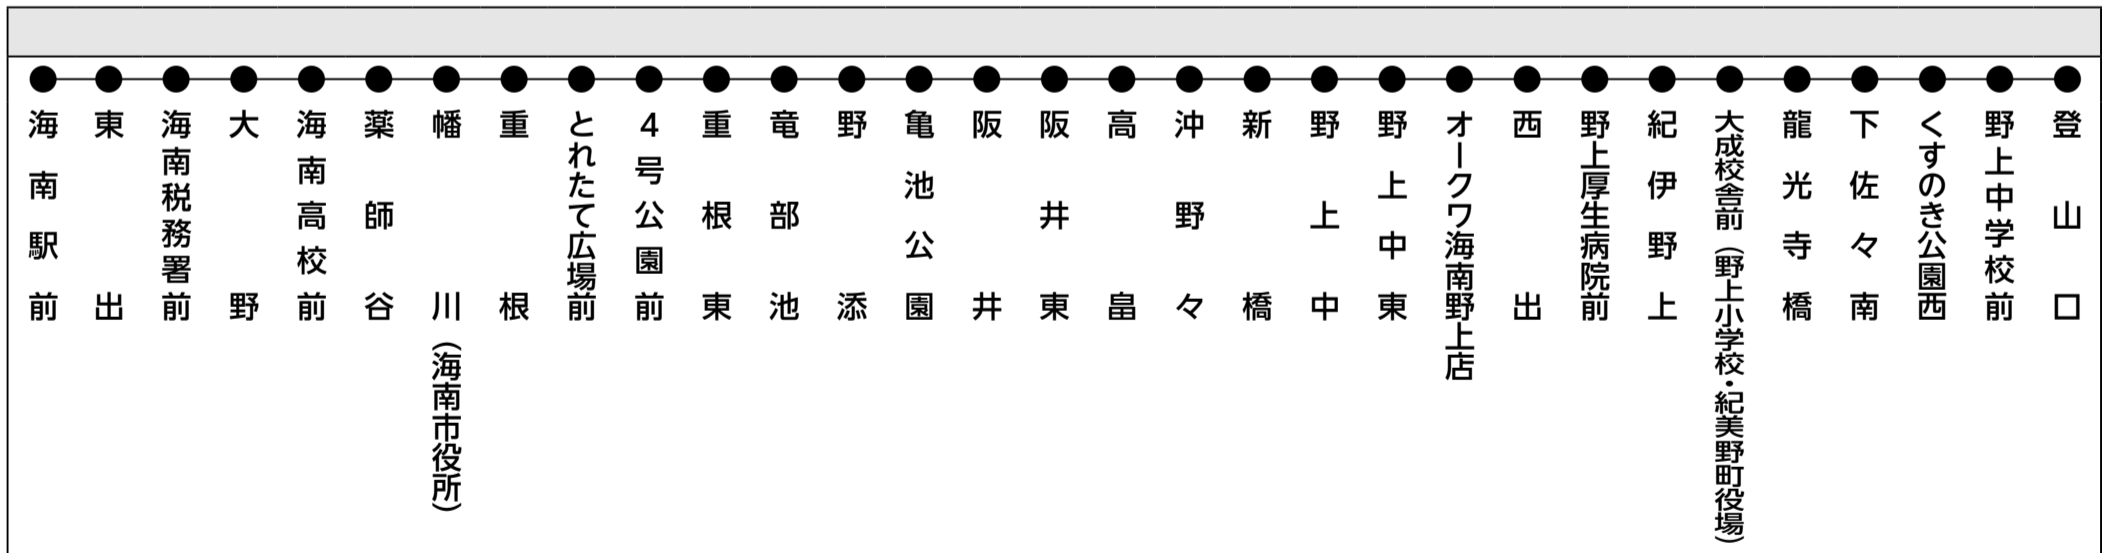 海南駅前
東出
海南税務署前
大野
海南高校前
薬師谷
幡川（海南市役所）
重根
とれたて広場前
4号公園前
重根東
竜部池
野添
亀池公園
阪井
阪井東
高畠
沖野々
新橋
野上中
野上中東
オークワ海南野上店
西出
野上厚生病院前
紀伊野上
大成校舎前（野上小学校・紀美野町役場）
龍光寺橋
下佐々南
くすのき公園西
野上中学校前
登山口